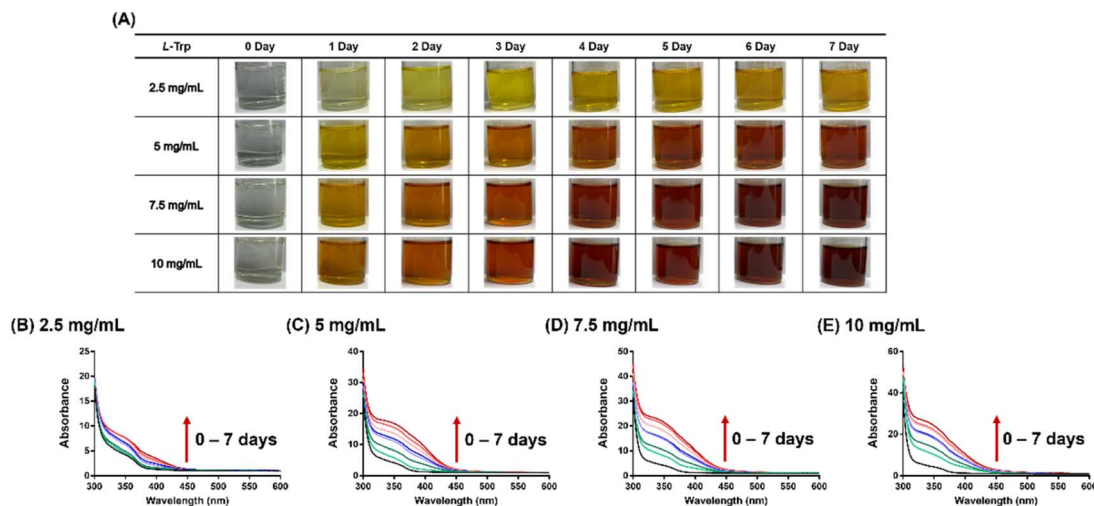 (A)
L-Trp 0 Day 1 Day 2 Day 3 Day 4 Day 5 Day 6 Day 7 Day
2.5 mg/mL
5 mg/mL
7.5 mg/mL
10 mg/mL
(B) 2.5 mg/mL
25
20
15
10
5
0
300 350 400 450 500 550 600
Absorbance
Wavelength (nm)
0 – 7 days
(C) 5 mg/mL
40
30
20
10
0
300 350 400 450 500 550 600
Absorbance
Wavelength (nm)
0 – 7 days
(D) 7.5 mg/mL
50
40
30
20
10
0
300 350 400 450 500 550 600
Absorbance
Wavelength (nm)
0 – 7 days
(E) 10 mg/mL
60
40
20
0
300 350 400 450 500 550 600
Absorbance
Wavelength (nm)
0 – 7 days